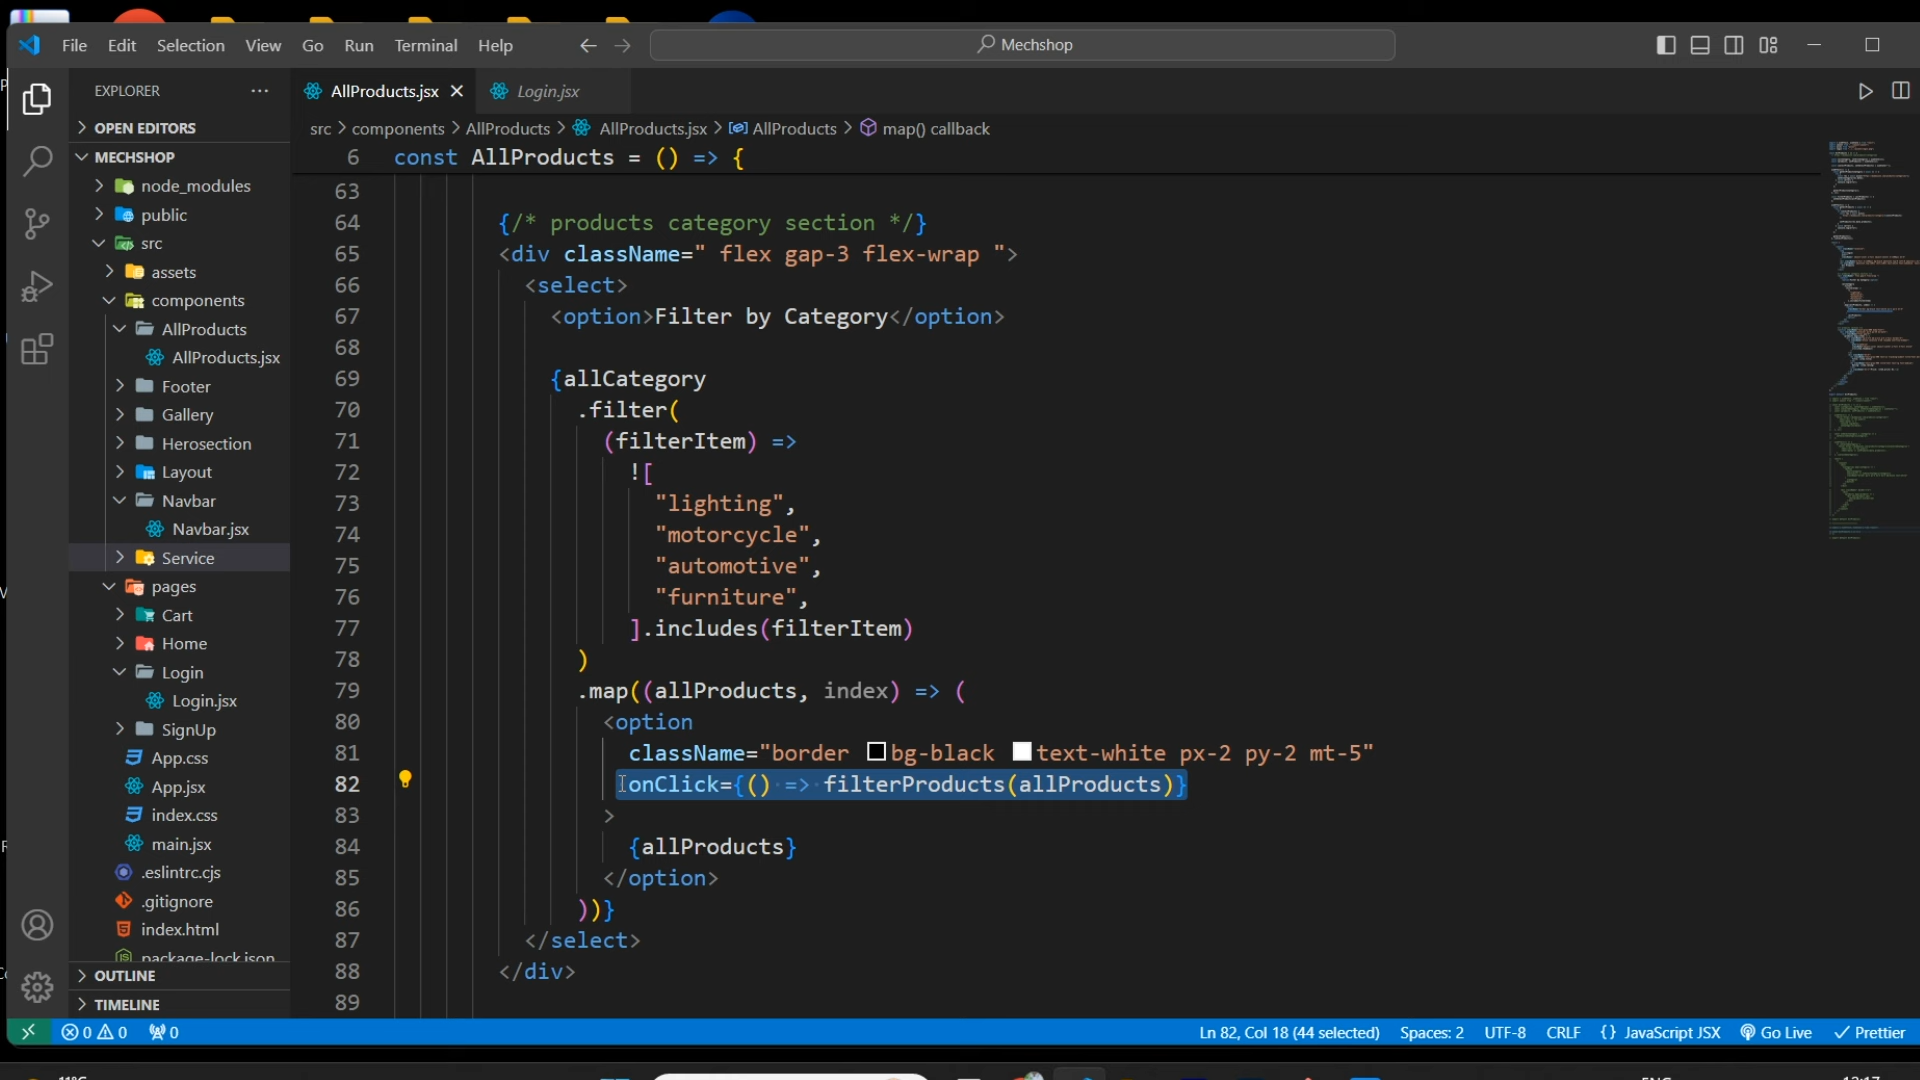 File Edit Selection View Go Run Terminal Help
Mechshop
EXPLORER
AllProducts.jsx
Login.jsx
OPEN EDITORS
MECHSHOP
node_modules
public
src
assets
components
AllProducts
AllProducts.jsx
Footer
Gallery
Herosection
Layout
Navbar
Navbar.jsx
Service
pages
Cart
Home
Login
Login.jsx
SignUp
App.css
App.jsx
index.css
main.jsx
.eslintrc.cjs
.gitignore
index.html
package-lock.json
OUTLINE
TIMELINE
src > components > AllProducts > AllProducts.jsx > AllProducts > map() callback
6 const AllProducts = () => {
63
64 {/* products category section */}
65 <div className=" flex gap-3 flex-wrap ">
66 <select>
67 <option>Filter by Category</option>
68
69 {allCategory
70 .filter(
71 (filterItem) =>
72 ![
73 "lighting",
74 "motorcycle",
75 "automotive",
76 "furniture",
77 ].includes(filterItem)
78 )
79 .map((allProducts, index) => (
80 <option
81 className="border bg-black text-white px-2 py-2 mt-5"
82 onClick={() => filterProducts(allProducts)}
83 >
84 {allProducts}
85 </option>
86 ))}
87 </select>
88 </div>
89
0 0 0
Ln 82, Col 18 (44 selected) Spaces: 2 UTF-8 CRLF {} JavaScript JSX Go Live Prettier